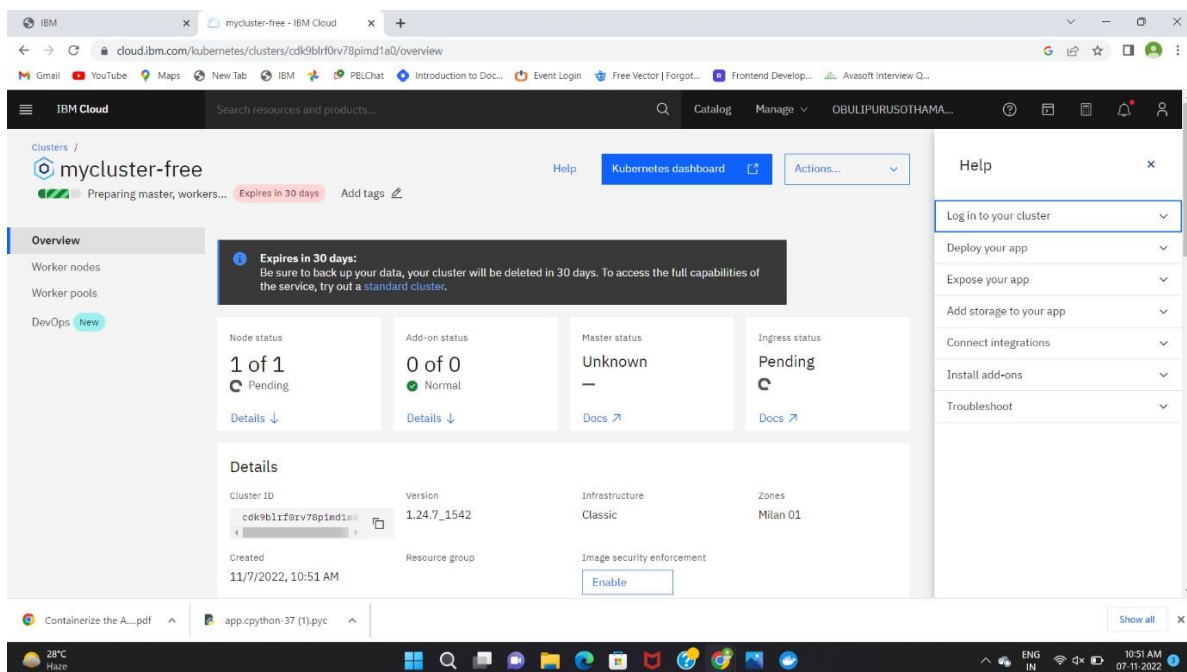 IBM
mycluster-free - IBM Cloud
cloud.ibm.com/kubernetes/clusters/cdk9blrf0rv78pimd1a0/overview
Gmail YouTube Maps New Tab IBM PBLChat Introduction to Doc... Event Login Free Vector | Forgot... Frontend Develop... Avasoft Interview Q...
IBM Cloud Search resources and products... Catalog Manage OBULIPURUSOTHAMA...
Clusters /
mycluster-free
Help Kubernetes dashboard Actions...
Preparing master, workers... Expires in 30 days Add tags
Overview
Worker nodes
Worker pools
DevOps New
Expires in 30 days:
Be sure to back up your data, your cluster will be deleted in 30 days. To access the full capabilities of
the service, try out a standard cluster.
Node status
1 of 1
Pending
Details
Add-on status
0 of 0
Normal
Details
Master status
Unknown
Docs
Ingress status
Pending
Docs
Details
Cluster ID
cdk9blrf0rv78pimd1a0
Version
1.24.7_1542
Infrastructure
Classic
Zones
Milan 01
Created
11/7/2022, 10:51 AM
Resource group
Image security enforcement
Enable
Help
Log in to your cluster
Deploy your app
Expose your app
Add storage to your app
Connect integrations
Install add-ons
Troubleshoot
Containerize the A....pdf app.cpython-37 (1).pyc Show all
28°C
Haze
ENG
IN
10:51 AM
07-11-2022
3